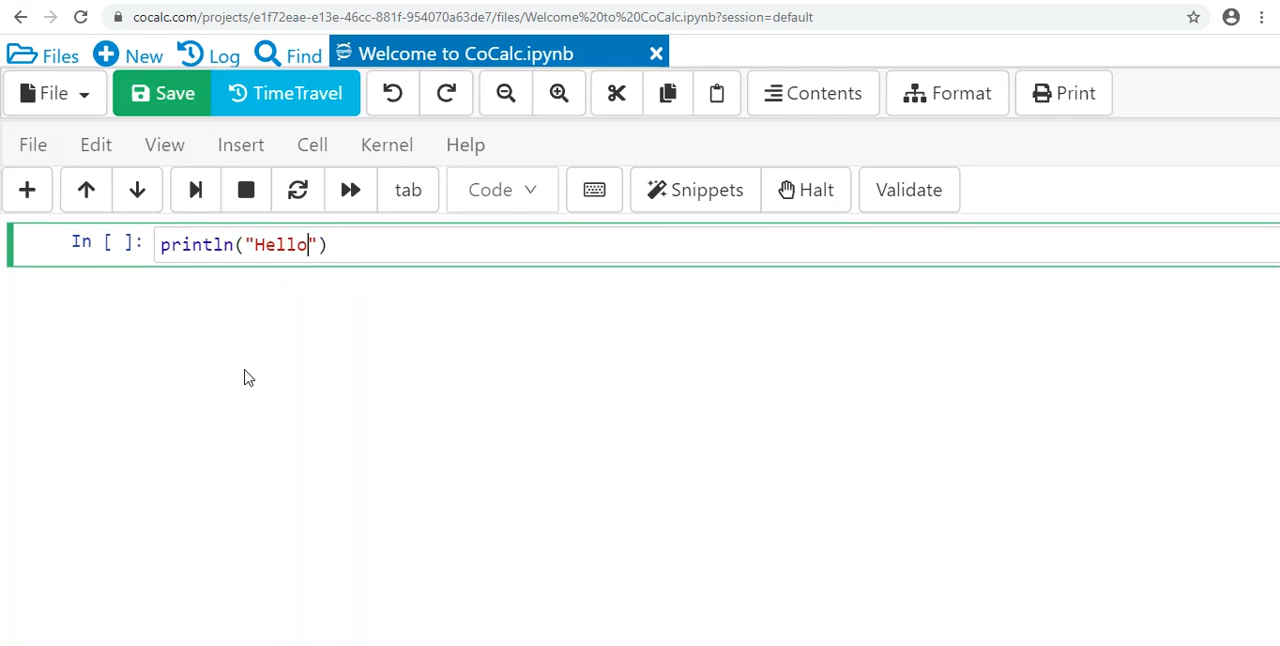 cocalc.com/projects/e1f72eae-e13e-46cc-881f-954070a63de7/files/Welcome%20to%20CoCalc.ipynb?session=default
Files New Log Find Welcome to CoCalc.ipynb
File Save TimeTravel Contents Format Print
File Edit View Insert Cell Kernel Help
tab Code Snippets Halt Validate
In [ ]: println("Hello")